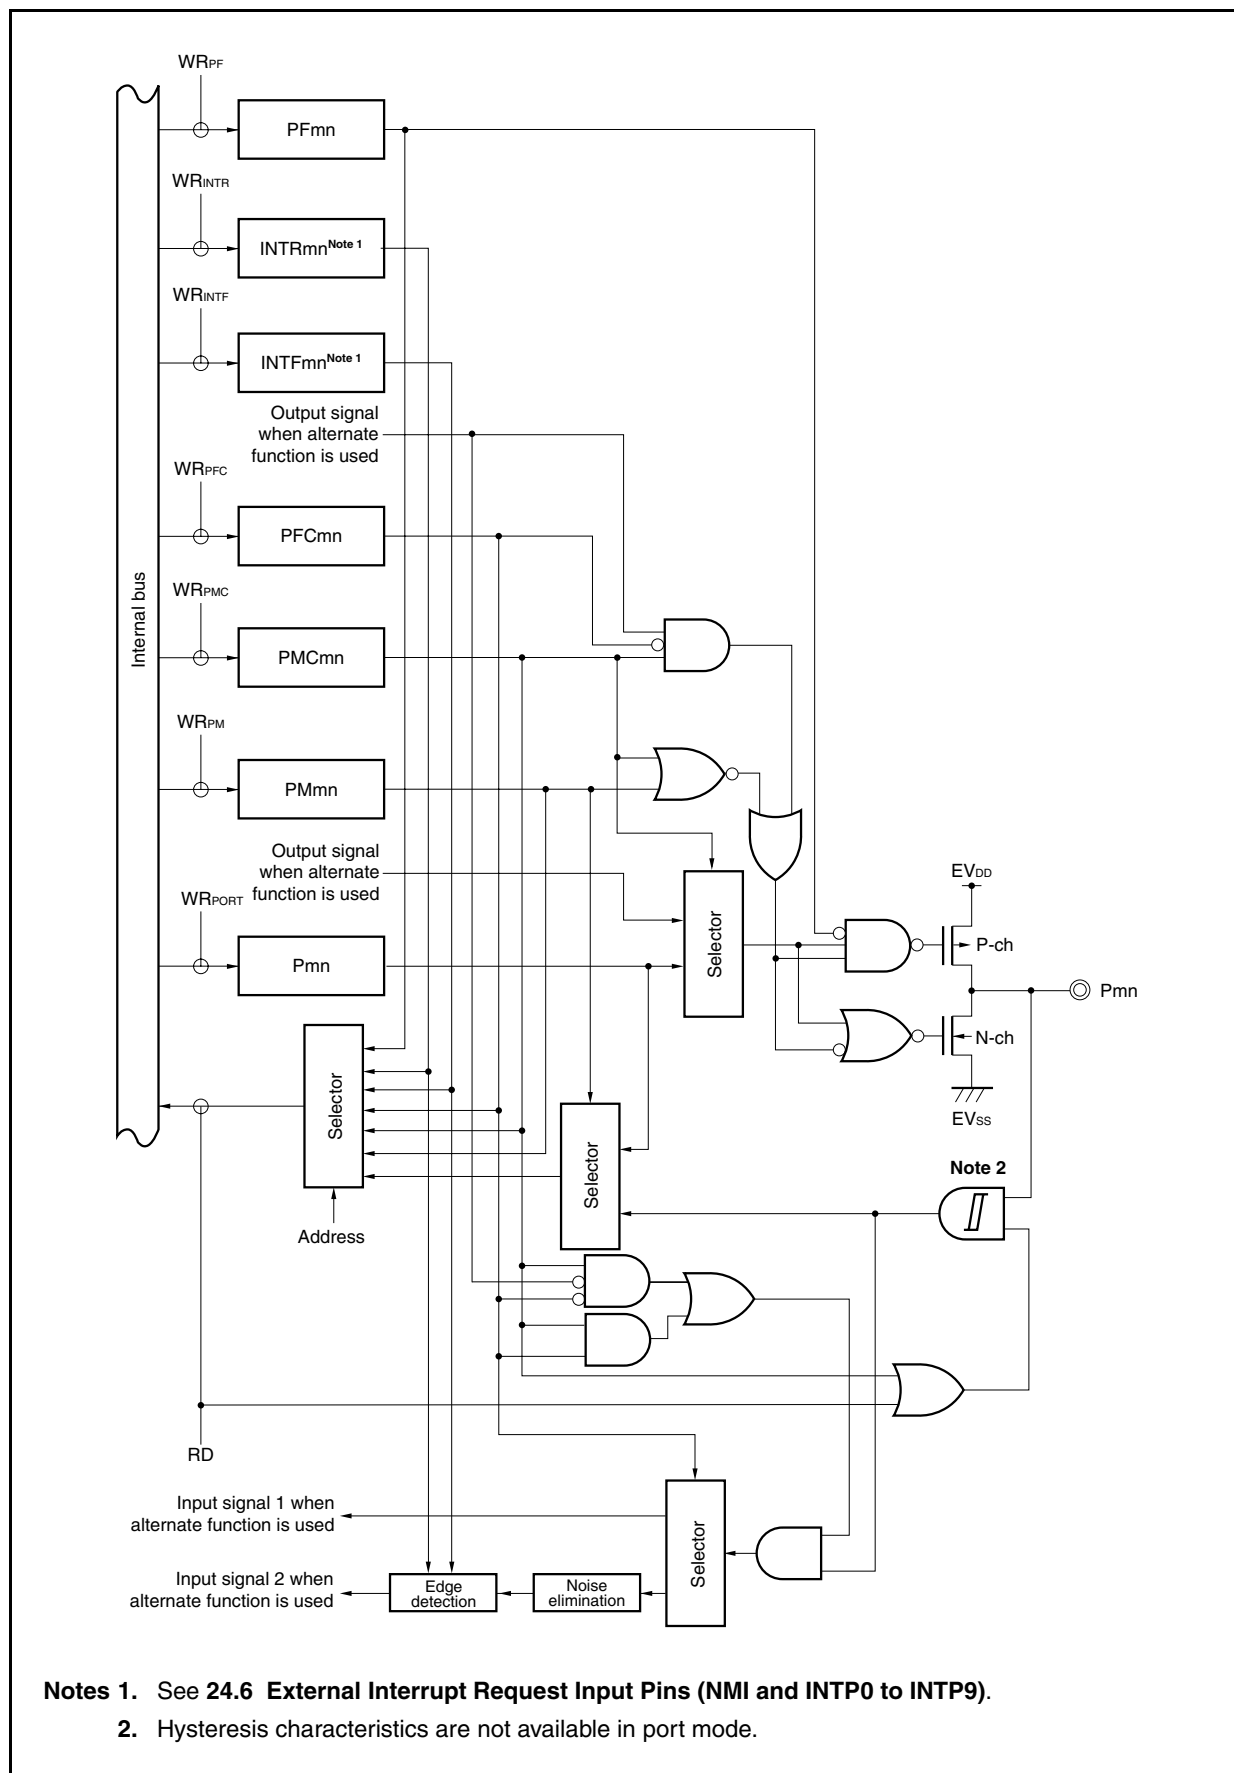 WRPF
PFmn
WRINTR
INTRmn Note 1
WRINTF
INTFmn Note 1
Output signal
when alternate
function is used
WRPFC
PFCmn
Internal bus
WRPMC
PMCmn
WRPM
PMmn
Output signal
when alternate
function is used
WRPORT
Pmn
Selector
EVDD
P-ch
Pmn
N-ch
EVSS
Selector
Address
Selector
Note 2
RD
Input signal 1 when
alternate function is used
Selector
Input signal 2 when
alternate function is used
Edge
detection
Noise
elimination
Notes 1. See 24.6 External Interrupt Request Input Pins (NMI and INTP0 to INTP9).
2. Hysteresis characteristics are not available in port mode.